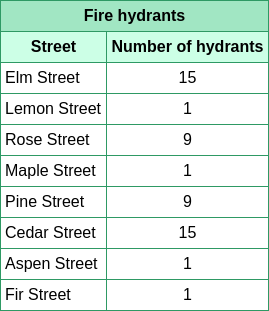 Fire hydrants
Street Number of hydrants
Elm Street 15
Lemon Street 1
Rose Street 9
Maple Street 1
Pine Street 9
Cedar Street 15
Aspen Street 1
Fir Street 1